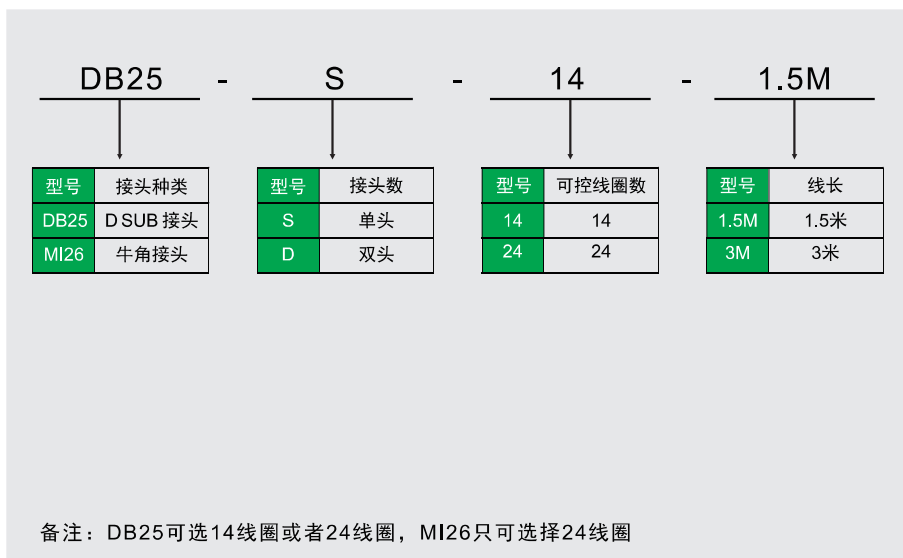 DB25 - S - 14 - 1.5M
型号 接头种类 型号 接头数 型号 可控线圈数 型号 线长
DB25 D SUB 接头 S 单头 14 14 1.5M 1.5米
MI26 牛角接头 D 双头 24 24 3M 3米
备注：DB25可选14线圈或者24线圈，MI26只可选择24线圈